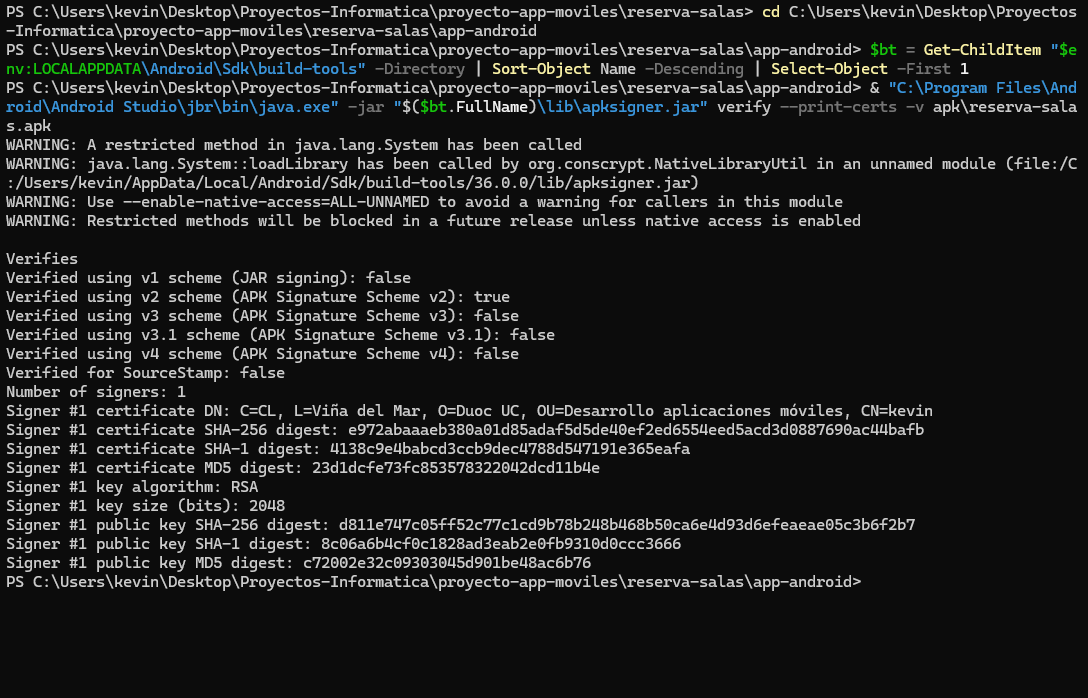 PS C:\Users\kevin\Desktop\Proyectos-Informatica\proyecto-app-moviles\reserva-salas> cd C:\Users\kevin\Desktop\Proyectos
-Informatica\proyecto-app-moviles\reserva-salas\app-android
PS C:\Users\kevin\Desktop\Proyectos-Informatica\proyecto-app-moviles\reserva-salas\app-android> $bt = Get-ChildItem "$e
nv:LOCALAPPDATA\Android\Sdk\build-tools" -Directory | Sort-Object Name -Descending | Select-Object -First 1
PS C:\Users\kevin\Desktop\Proyectos-Informatica\proyecto-app-moviles\reserva-salas\app-android> & "C:\Program Files\And
roid\Android Studio\jbr\bin\java.exe" -jar "$($bt.FullName)\lib\apksigner.jar" verify --print-certs -v apk\reserva-sala
s.apk
WARNING: A restricted method in java.lang.System has been called
WARNING: java.lang.System::loadLibrary has been called by org.conscrypt.NativeLibraryUtil in an unnamed module (file:/C
:/Users/kevin/AppData/Local/Android/Sdk/build-tools/36.0.0/lib/apksigner.jar)
WARNING: Use --enable-native-access=ALL-UNNAMED to avoid a warning for callers in this module
WARNING: Restricted methods will be blocked in a future release unless native access is enabled
Verifies
Verified using v1 scheme (JAR signing): false
Verified using v2 scheme (APK Signature Scheme v2): true
Verified using v3 scheme (APK Signature Scheme v3): false
Verified using v3.1 scheme (APK Signature Scheme v3.1): false
Verified using v4 scheme (APK Signature Scheme v4): false
Verified for SourceStamp: false
Number of signers: 1
Signer #1 certificate DN: C=CL, L=Viña del Mar, O=Duoc UC, OU=Desarrollo aplicaciones móviles, CN=kevin
Signer #1 certificate SHA-256 digest: e972abaaaeb380a01d85adaf5d5de40ef2ed6554eed5acd3d0887690ac44bafb
Signer #1 certificate SHA-1 digest: 4138c9e4babcd3ccb9dec4788d547191e365eafa
Signer #1 certificate MD5 digest: 23d1dcfe73fc853578322042dcd11b4e
Signer #1 key algorithm: RSA
Signer #1 key size (bits): 2048
Signer #1 public key SHA-256 digest: d811e747c05ff52c77c1cd9b78b248b468b50ca6e4d93d6efeaeae05c3b6f2b7
Signer #1 public key SHA-1 digest: 8c06a6b4cf0c1828ad3eab2e0fb9310d0ccc3666
Signer #1 public key MD5 digest: c72002e32c09303045d901be48ac6b76
PS C:\Users\kevin\Desktop\Proyectos-Informatica\proyecto-app-moviles\reserva-salas\app-android>